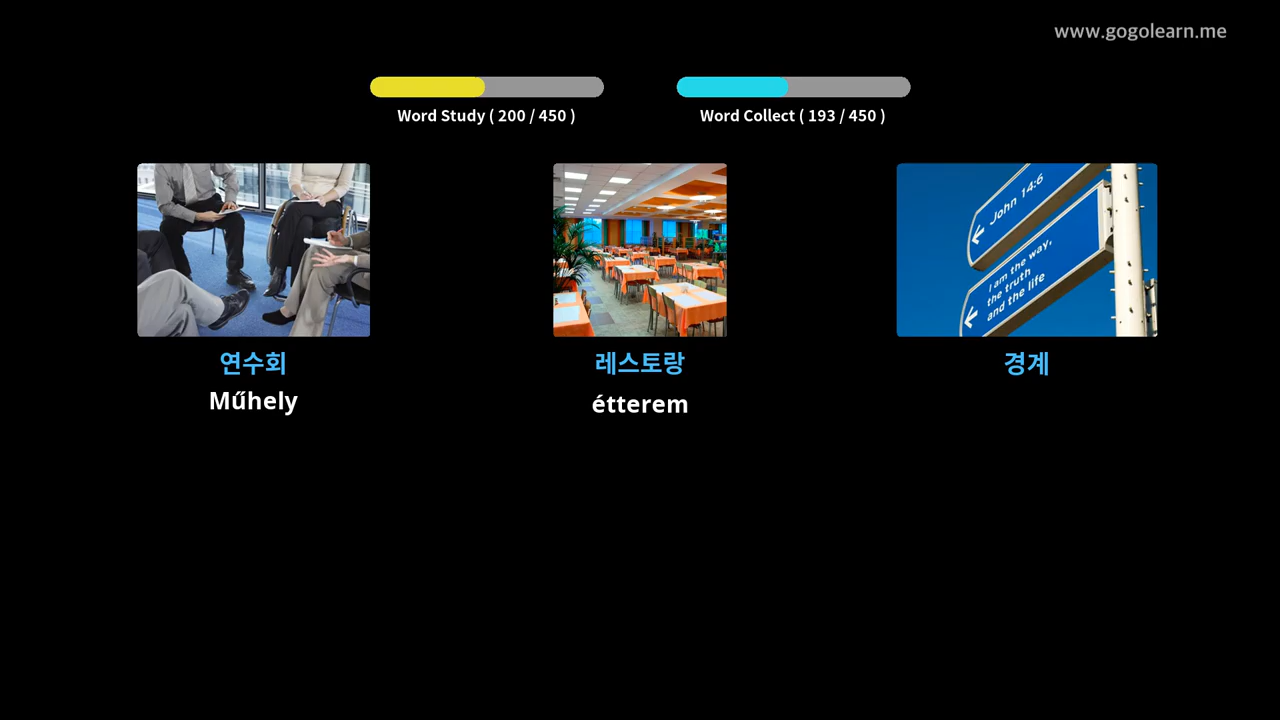 www.gogolearn.me
Word Study ( 200 / 450 )
Word Collect ( 193 / 450 )
John 14:6
I am the way,
the truth
and the life
연수회
레스토랑
경계
Műhely
étterem